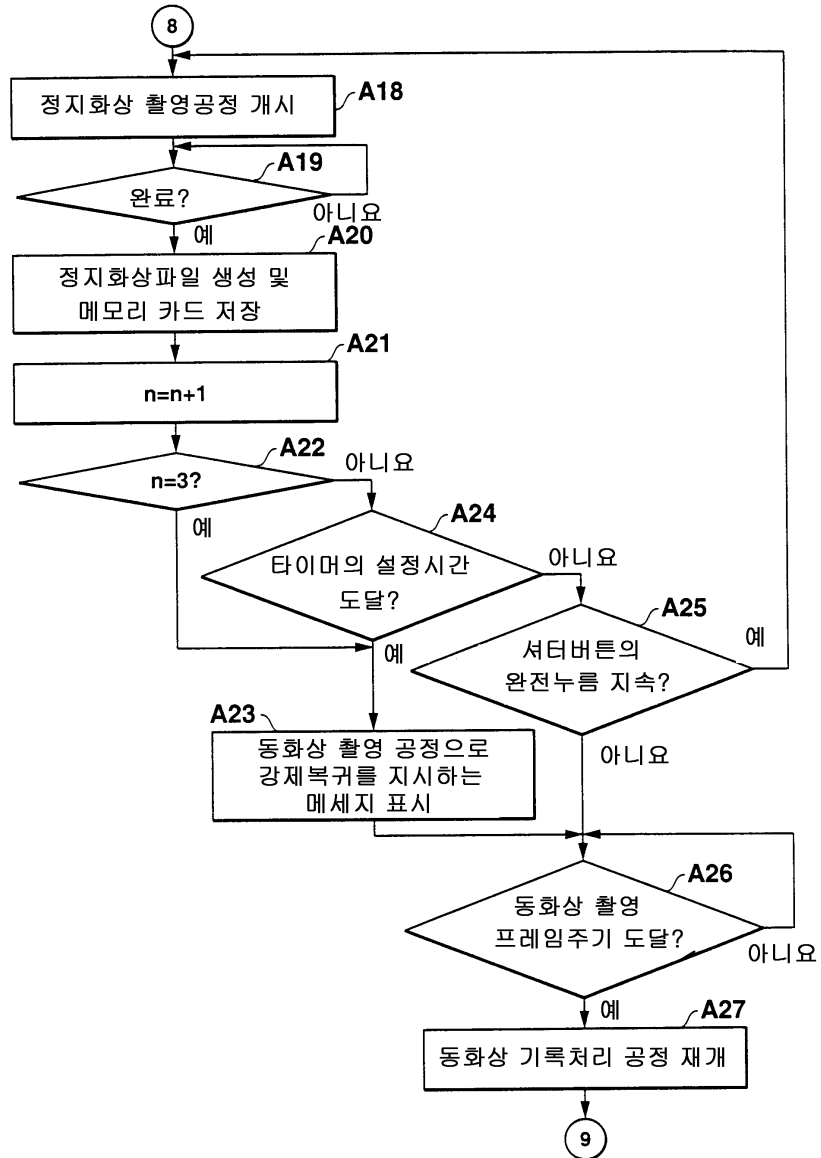 8
정지화상 촬영공정 개시
A18
A19
완료?
아니요
예
A20
정지화상파일 생성 및
메모리 카드 저장
A21
n=n+1
A22
n=3?
아니요
예
A24
타이머의 설정시간
도달?
아니요
예
A25
셔터버튼의
완전누름 지속?
예
아니요
A23
동화상 촬영 공정으로
강제복귀를 지시하는
메세지 표시
A26
동화상 촬영
프레임주기 도달?
아니요
예
A27
동화상 기록처리 공정 재개
9